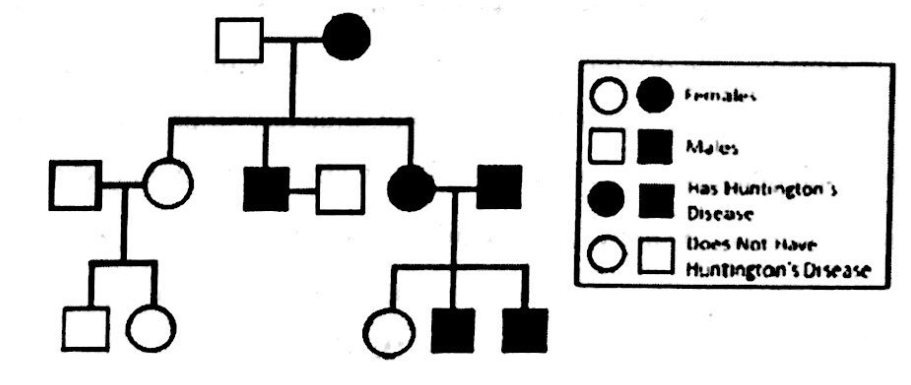 Females
Males
Has Huntington's
Disease
Does Not Have
Huntington's Disease